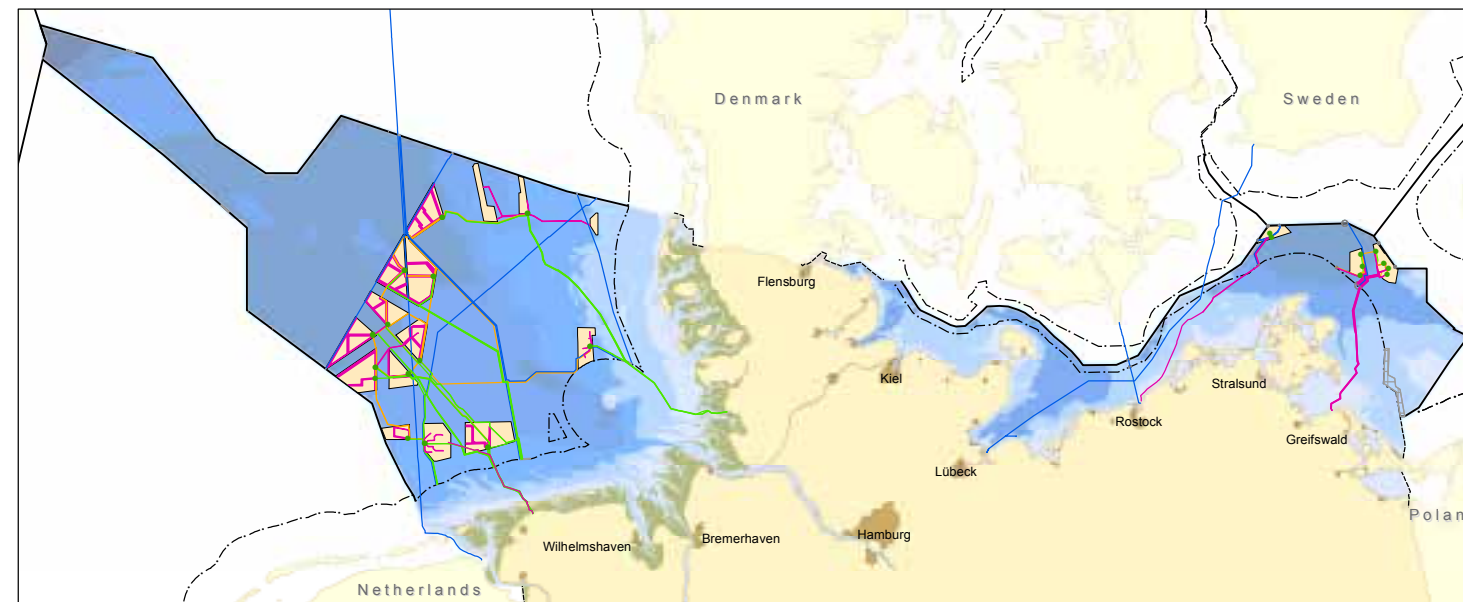 Denmark
Sweden
Flensburg
Kiel
Stralsund
Rostock
Greifswald
Lübeck
Polan
Hamburg
Bremerhaven
Wilhelmshaven
Netherlands